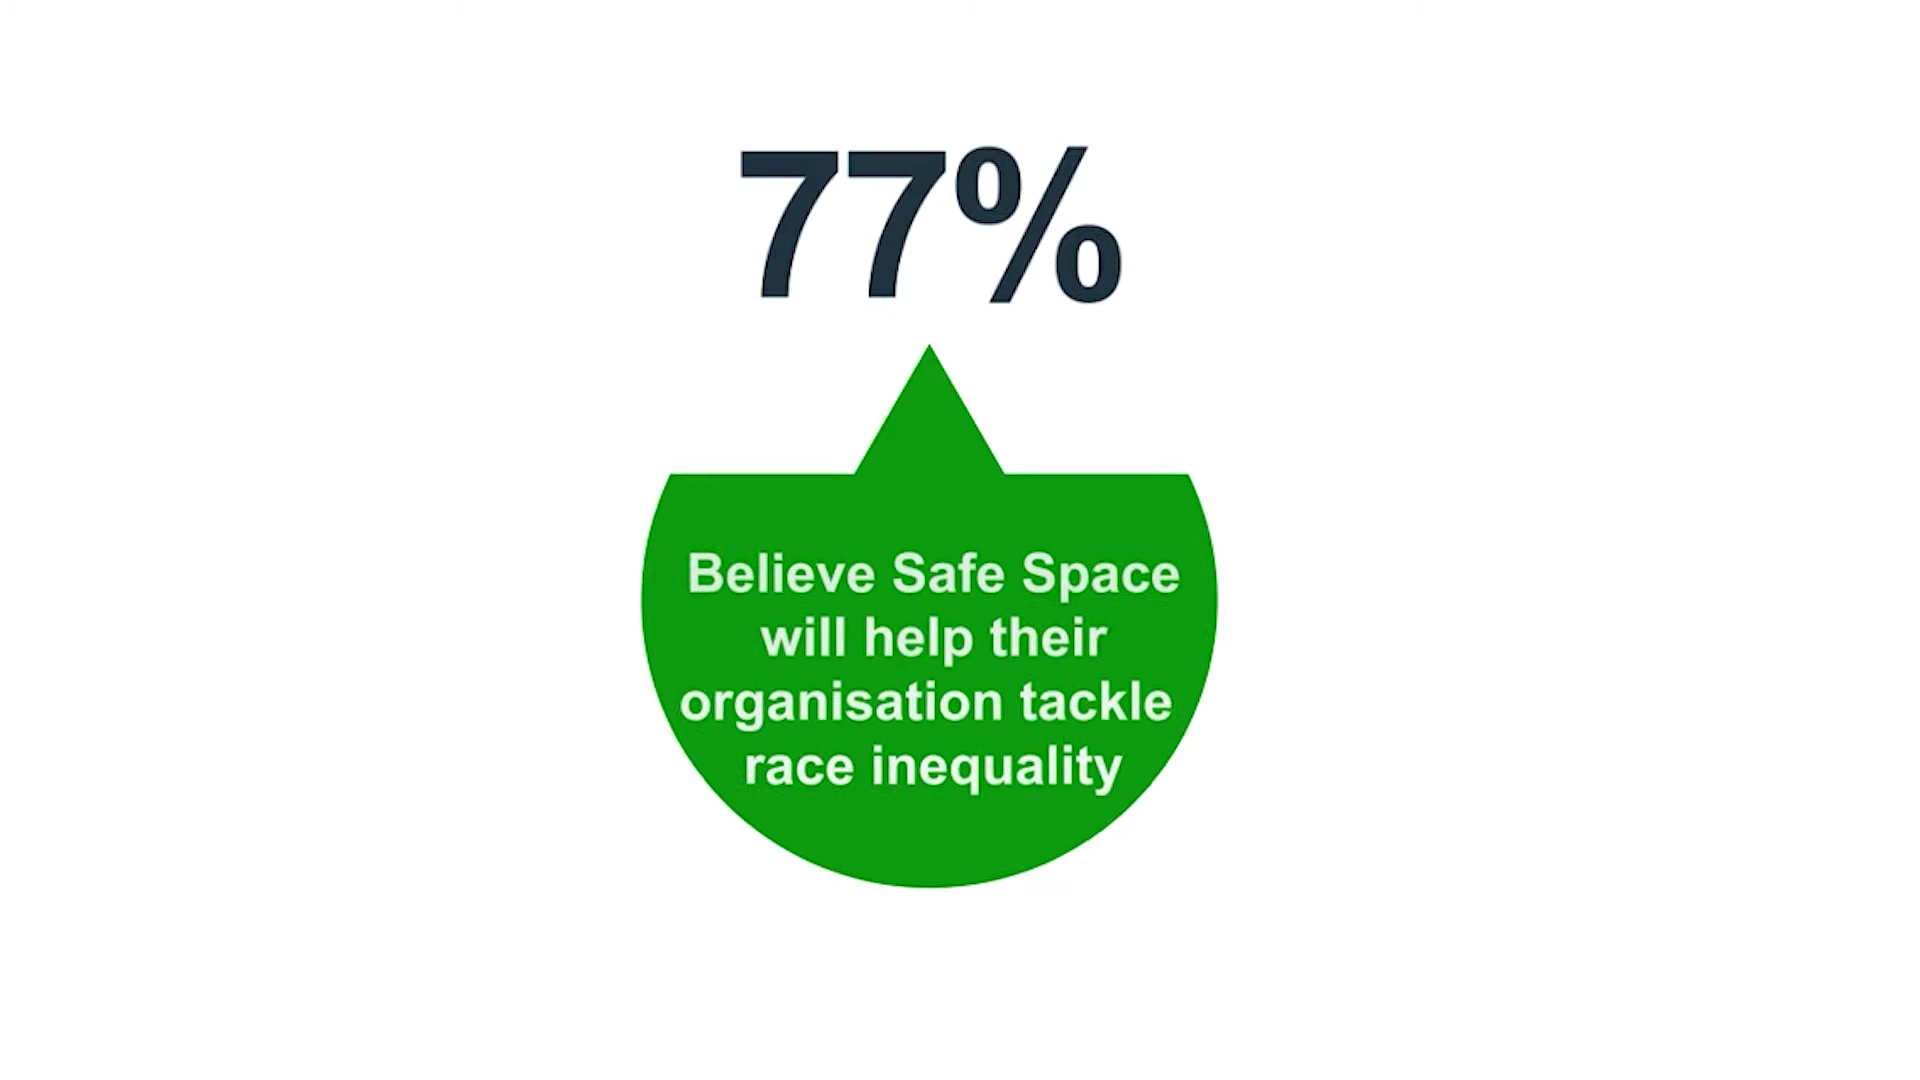 77%
Believe Safe Space
will help their
organisation tackle
race inequality